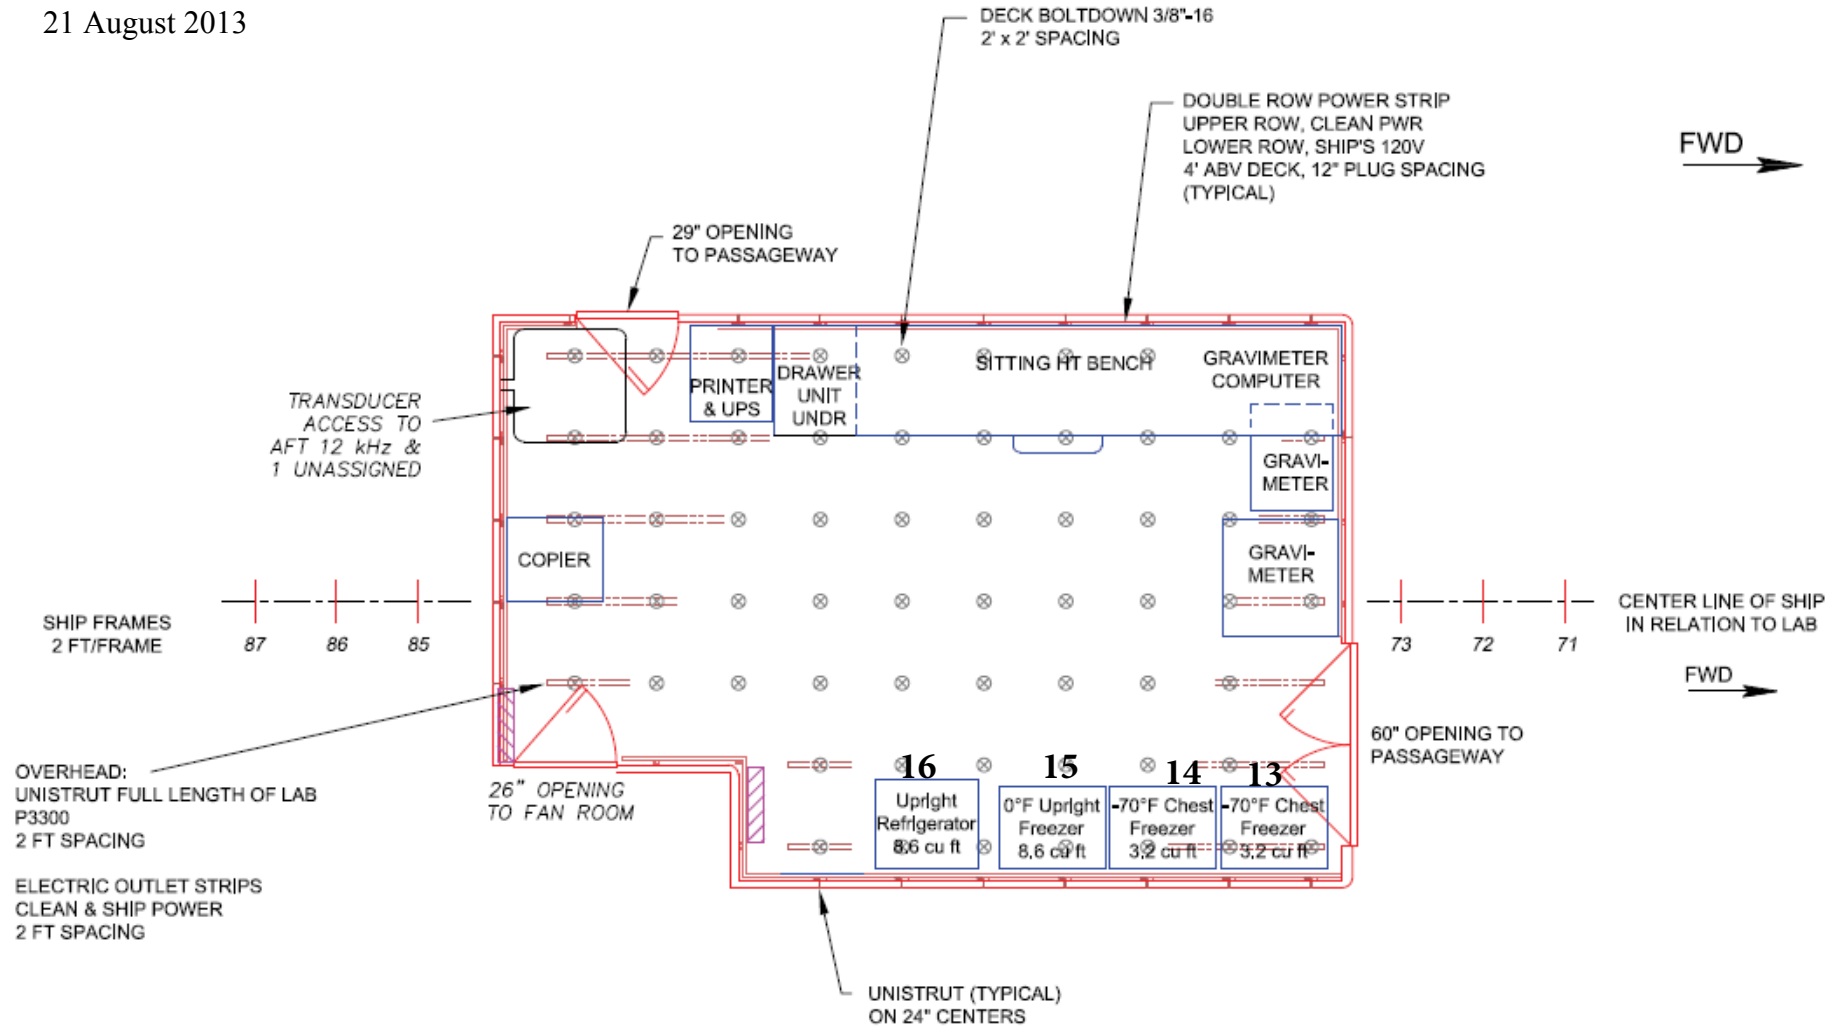 21 August 2013
DECK BOLTDOWN 3/8"-16
2' x 2' SPACING
DOUBLE ROW POWER STRIP
UPPER ROW, CLEAN PWR
LOWER ROW, SHIP'S 120V
4' ABV DECK, 12" PLUG SPACING
(TYPICAL)
FWD
29" OPENING
TO PASSAGEWAY
TRANSDUCER
ACCESS TO
AFT 12 kHz &
1 UNASSIGNED
PRINTER
& UPS
DRAWER
UNIT
UNDR
SITTING HT BENCH
GRAVIMETER
COMPUTER
GRAVI-
METER
COPIER
GRAVI-
METER
SHIP FRAMES
2 FT/FRAME
87
86
85
73
72
71
CENTER LINE OF SHIP
IN RELATION TO LAB
FWD
60" OPENING TO
PASSAGEWAY
OVERHEAD:
UNISTRUT FULL LENGTH OF LAB
P3300
2 FT SPACING
ELECTRIC OUTLET STRIPS
CLEAN & SHIP POWER
2 FT SPACING
26" OPENING
TO FAN ROOM
16
Upright
Refrigerator
8.6 cu ft
15
0°F Upright
Freezer
8.6 cu ft
14
-70°F Chest
Freezer
3.2 cu ft
13
-70°F Chest
Freezer
3.2 cu ft
UNISTRUT (TYPICAL)
ON 24" CENTERS